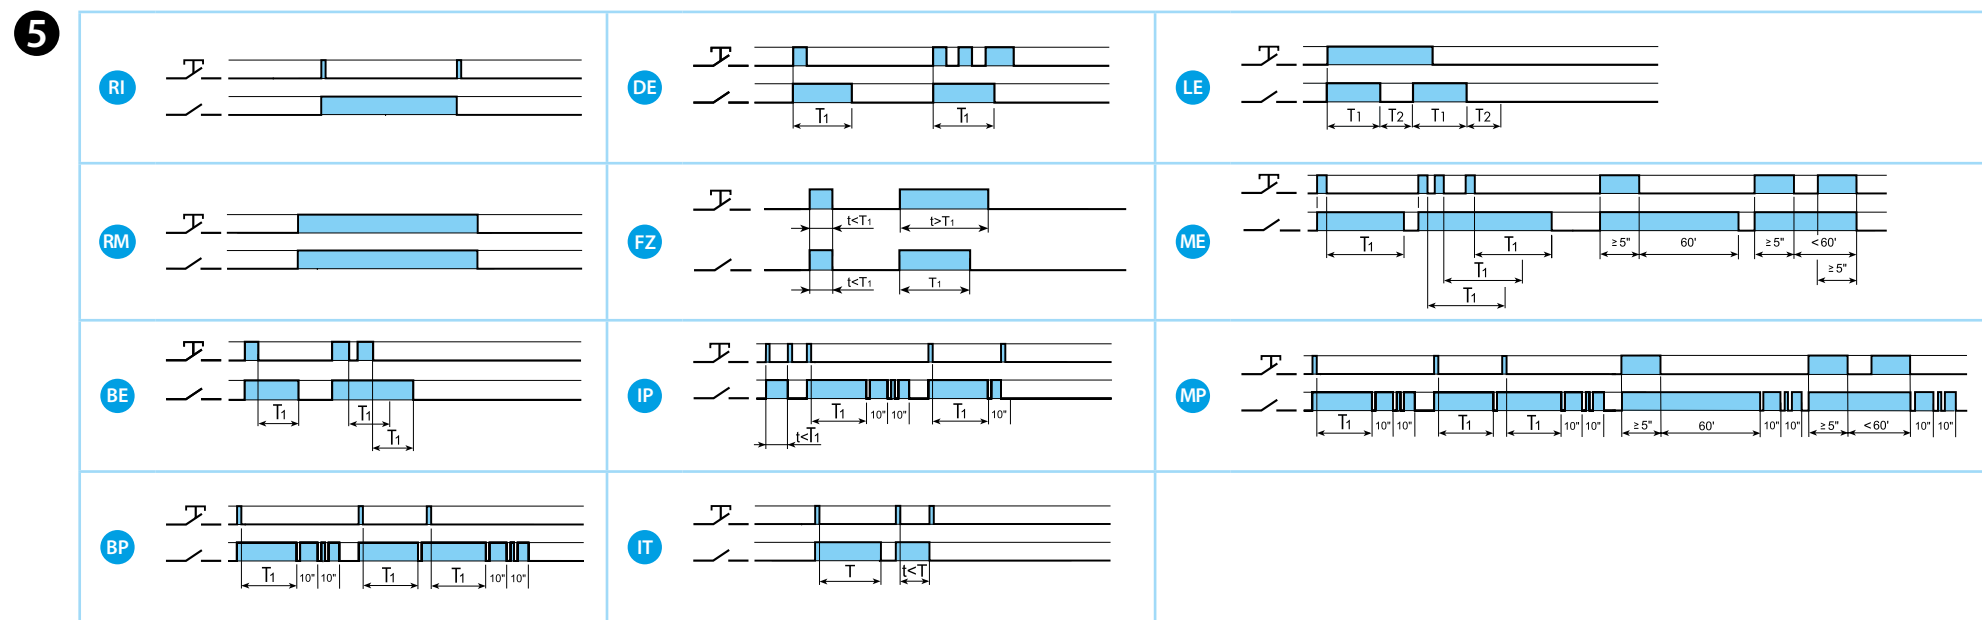 5
RI
DE
T1 T1
LE
T1 T2 T1 T2
RM
FZ
t<T1 t>T1
t<T1 T1
ME
T1 T1 ≥5" 60' ≥5" <60'
T1 ≥5"
T1
BE
T1 T1
T1
IP
T1 10" 10" T1 10"
t<T1
MP
T1 10" 10" T1 T1 10" 10" ≥5" 60' 10" 10" ≥5" <60' 10" 10"
BP
T1 10" 10" T1 T1 10" 10"
IT
T t<T